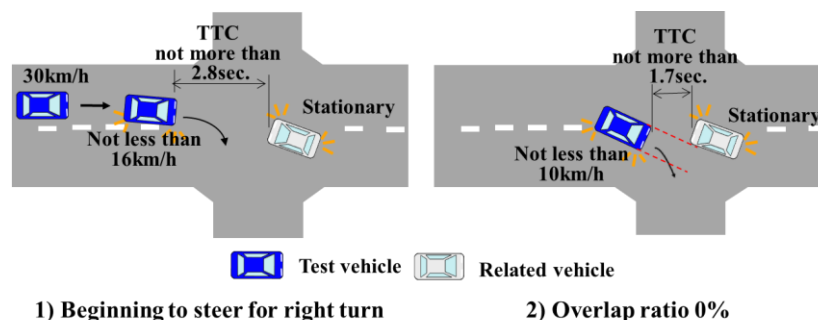 TTC
not more than
2.8sec.
30km/h
Stationary
Not less than
16km/h
TTC
not more than
1.7sec.
Stationary
Not less than
10km/h
Test vehicle
Related vehicle
1) Beginning to steer for right turn
2) Overlap ratio 0%